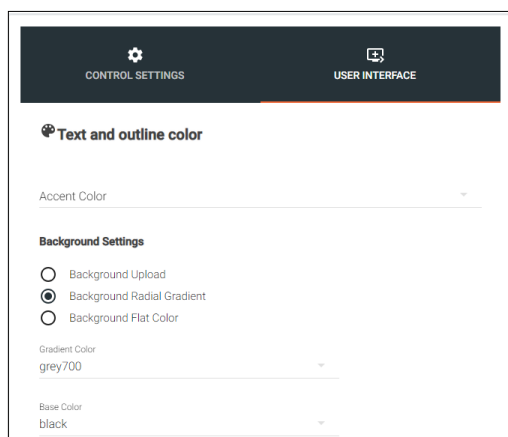 CONTROL SETTINGS
USER INTERFACE
Text and outline color
Accent Color
Background Settings
Background Upload
Background Radial Gradient
Background Flat Color
Gradient Color
grey700
Base Color
black